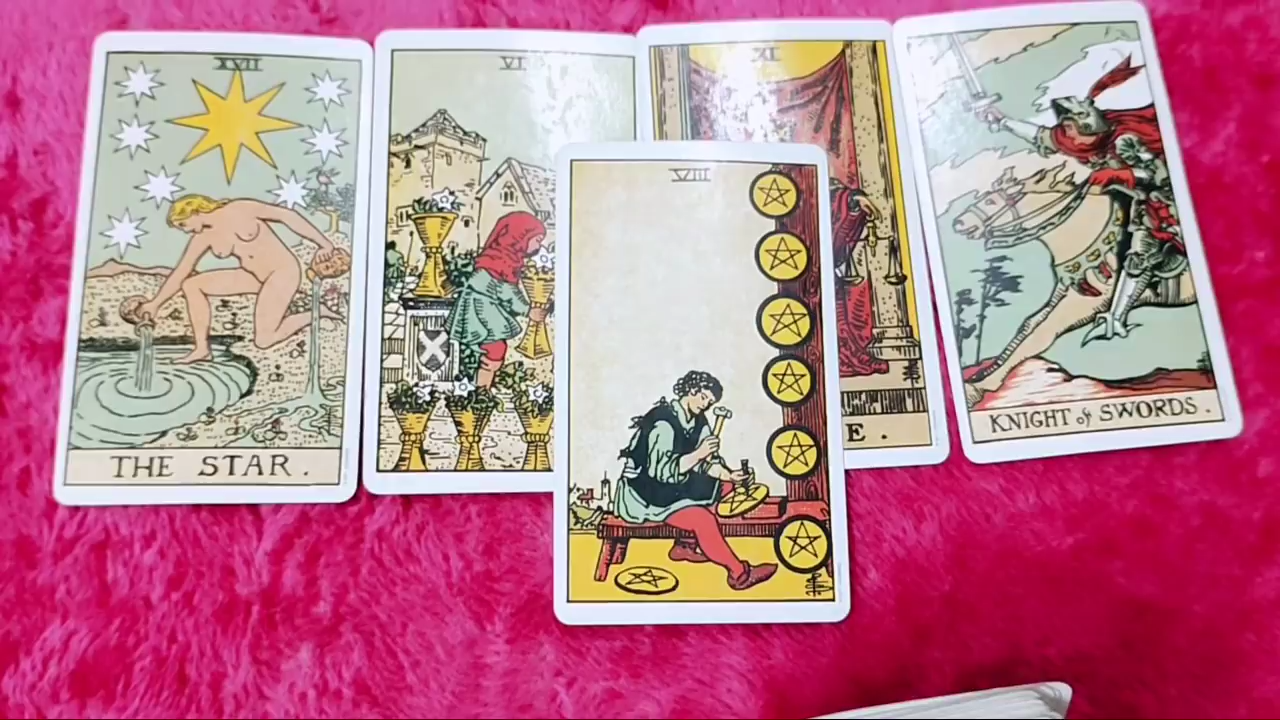 XVII
THE STAR.
VI
XI
E.
VIII
KNIGHT of SWORDS.